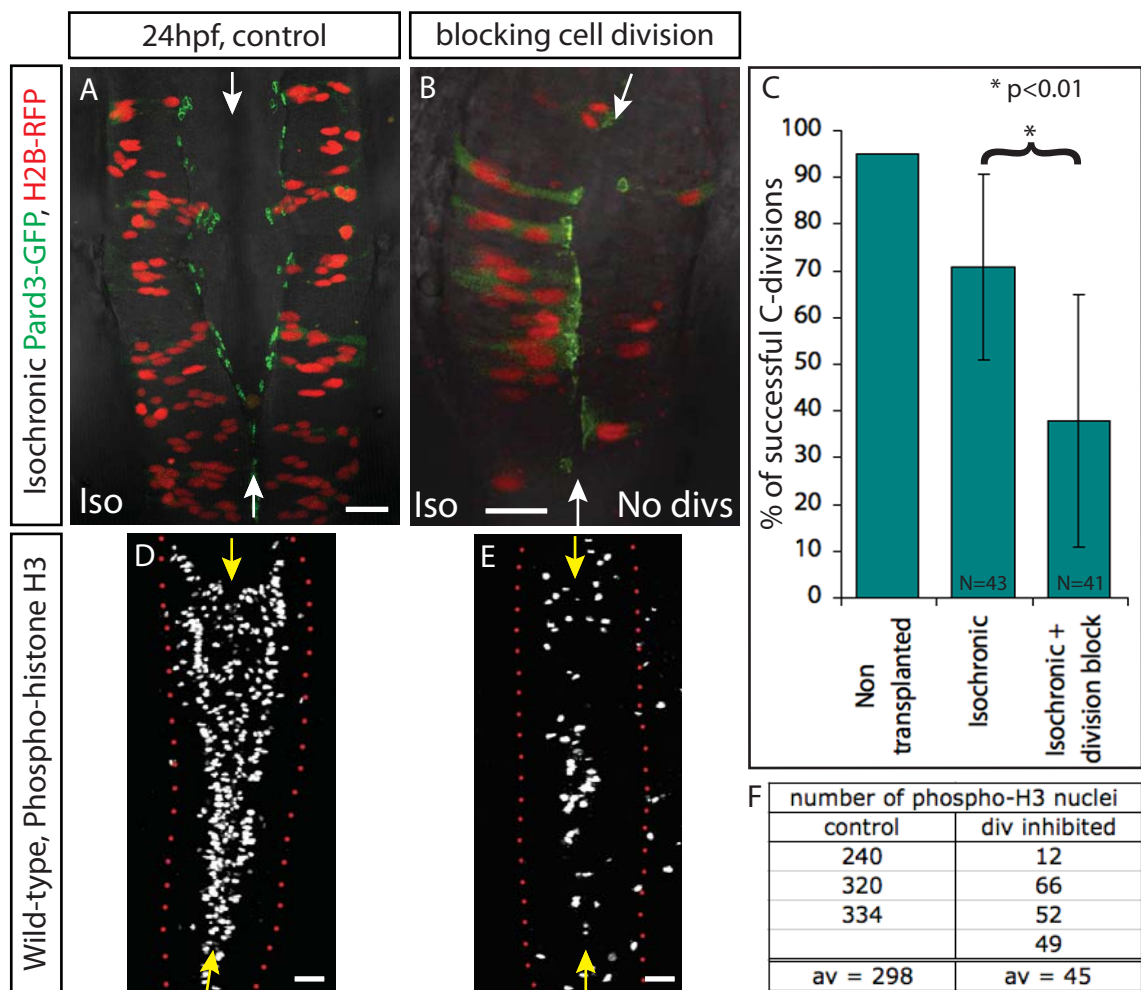 24hpf, control
blocking cell division
Isochronic Pard3-GFP, H2B-RFP
A
Iso
B
Iso
No divs
C
* p<0.01
*
% of successful C-divisions
100
90
80
70
60
50
40
30
20
10
0
N=43
N=41
Non
transplanted
Isochronic
Isochronic +
division block
Wild-type, Phospho-histone H3
D
E
F
number of phospho-H3 nuclei
control div inhibited
240 12
320 66
334 52
49
av = 298 av = 45